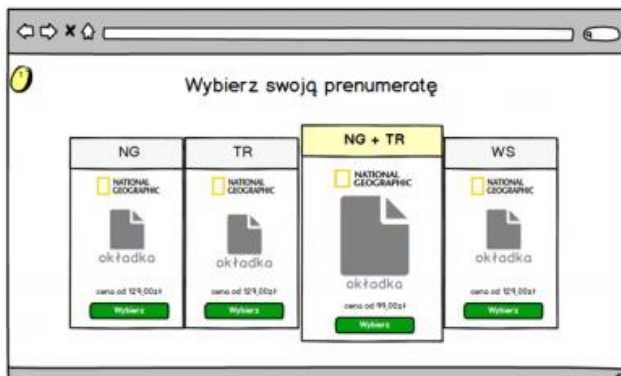 1
Wybierz swoją prenumeratę
NG
TR
NG + TR
WS
NATIONAL
GEOGRAPHIC
NATIONAL
GEOGRAPHIC
NATIONAL
GEOGRAPHIC
NATIONAL
GEOGRAPHIC
okładka
okładka
okładka
okładka
cena od 129,00zł
cena od 129,00zł
cena od 99,00zł
cena od 129,00zł
Wybierz
Wybierz
Wybierz
Wybierz